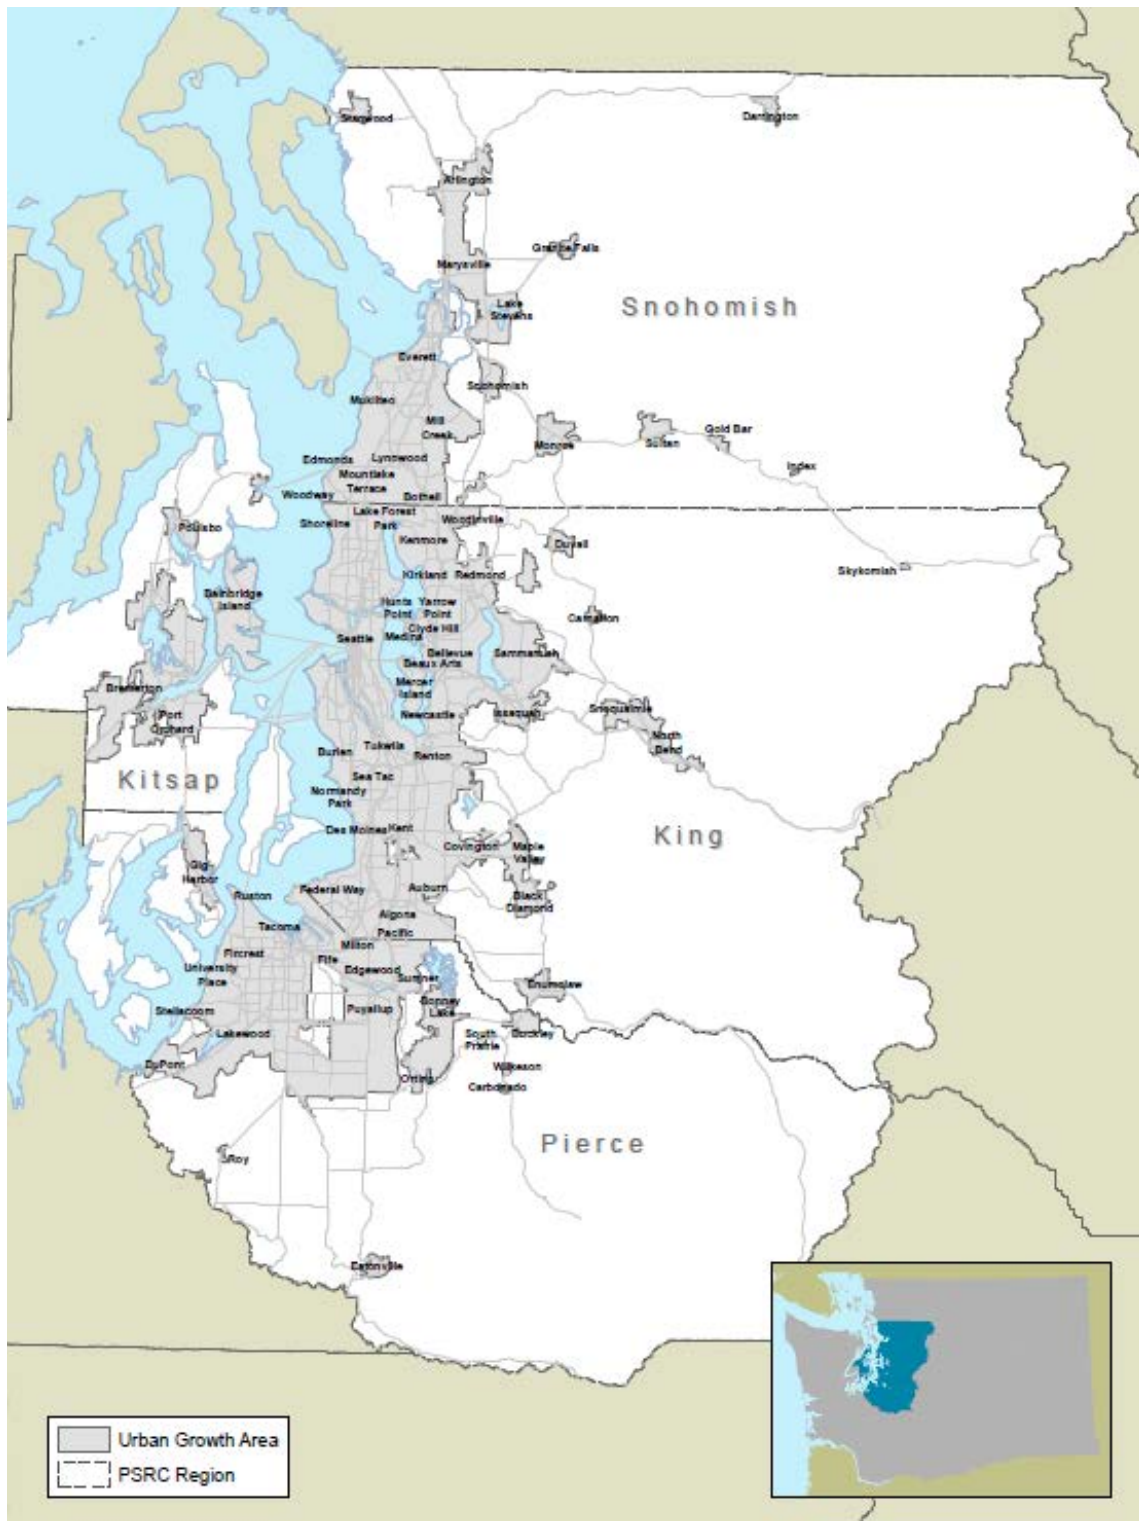 Stanwood
Darrington
Arlington
Granite Falls
Marysville
Snohomish
Lake
Stevens
Everett
Snohomish
Mukilteo
Mill
Creek
Gold Bar
Monroe
Sultan
Edmonds
Lynnwood
Index
Mountlake
Terrace
Woodway
Bothell
Lake Forest
Park
Shoreline
Woodinville
Poulsbo
Kenmore
Duvall
Skykomish
Kirkland
Redmond
Bainbridge
Island
Hunts
Point
Yarrow
Point
Carnation
Clyde Hill
Seattle
Medina
Bellevue
Sammamish
Beaux Arts
Bremerton
Mercer
Island
Port
Orchard
Newcastle
Issaquah
Snoqualmie
North
Bend
Burien
Tukwila
Renton
Kitsap
Sea Tac
Normandy
Park
Des Moines
Kent
King
Covington
Maple
Valley
Gig
Harbor
Ruston
Federal Way
Auburn
Black
Diamond
Algona
Tacoma
Pacific
Milton
Fircrest
Fife
University
Place
Edgewood
Sumner
Enumclaw
Bonney
Lake
Steilacoom
Puyallup
Lakewood
South
Prairie
Buckley
DuPont
Wilkeson
Orting
Carbonado
Pierce
Roy
Eatonville
Urban Growth Area
PSRC Region